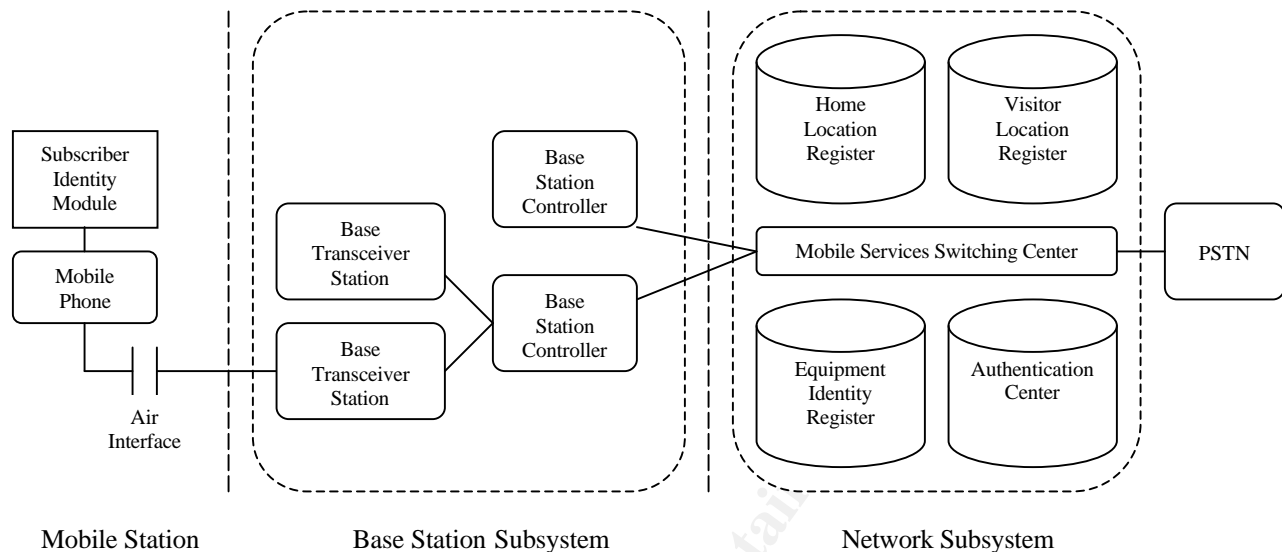 Subscriber
Identity
Module
Mobile
Phone
Air
Interface
Base
Transceiver
Station
Base
Transceiver
Station
Base
Station
Controller
Base
Station
Controller
Home
Location
Register
Visitor
Location
Register
Mobile Services Switching Center
Equipment
Identity
Register
Authentication
Center
PSTN
Mobile Station
Base Station Subsystem
Network Subsystem